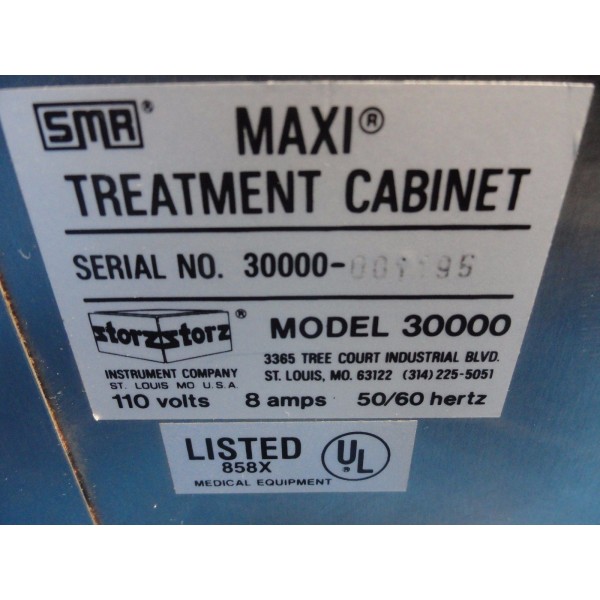 SMR® MAXI®
TREATMENT CABINET
SERIAL NO. 30000-
storz storz® MODEL 30000
INSTRUMENT COMPANY
ST. LOUIS MO U.S.A.
3365 TREE COURT INDUSTRIAL BLVD.
ST. LOUIS, MO. 63122 (314) 225-5051
110 volts 8 amps 50/60 hertz
LISTED
858X
MEDICAL EQUIPMENT
UL®